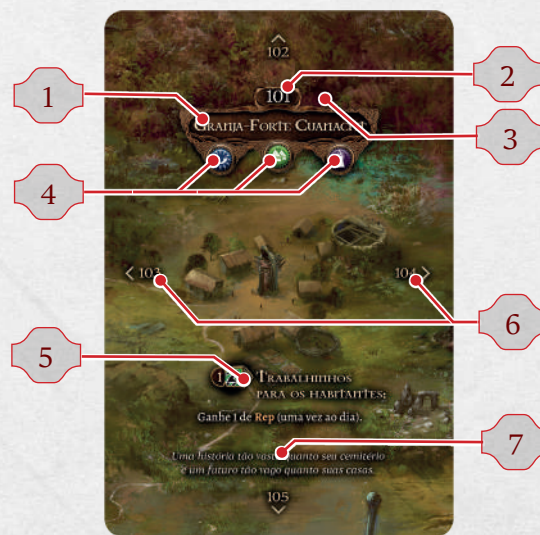 102
1
101
2
Granja-Forte Cuanacht
3
4
< 103
104 >
6
5
Trabalhinhos
para os habitantes:
Ganhe 1 de Rep (uma vez ao dia).
7
Uma história tão vasta quanto seu cemitério
e um futuro tão vago quanto suas casas.
105